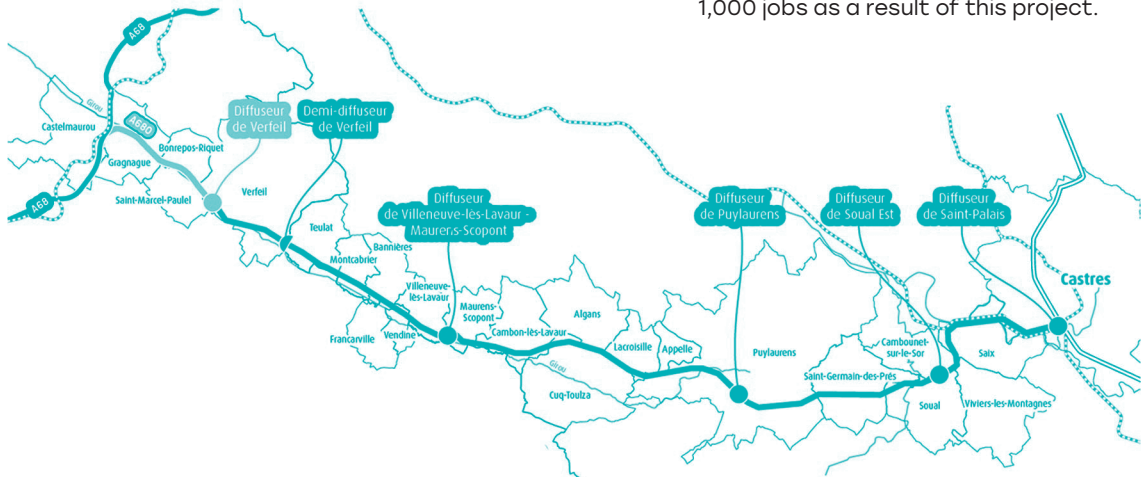 1,000 jobs as a result of this project.
A68
Girou
Castelmaurou
A680
Diffuseur
de Verfeil
Demi-diffuseur
de Verfeil
Bonrepos-Riquet
Gragnague
Saint-Marcel-Paulel
Verfeil
A68
Diffuseur
de Villeneuve-lès-Lavaur -
Maurens-Scopont
Diffuseur
de Puylaurens
Diffuseur
de Soual Est
Diffuseur
de Saint-Palais
Teulat
Bannières
Montcabrier
Villeneuve-
lès-Lavaur
Maurens-
Scopont
Castres
Algans
Francarville
Vendine
Cambon-lès-Lavaur
Lacroisille
Appelle
Puylaurens
Cambounet-
sur-le-Sor
Saix
Girou
Saint-Germain-des-Prés
Cuq-Toulza
Soual
Viviers-les-Montagnes